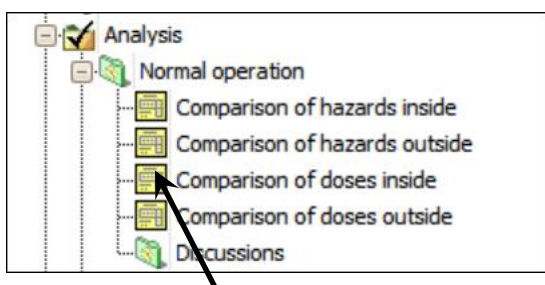 Analysis
Normal operation
Comparison of hazards inside
Comparison of hazards outside
Comparison of doses inside
Comparison of doses outside
Discussions